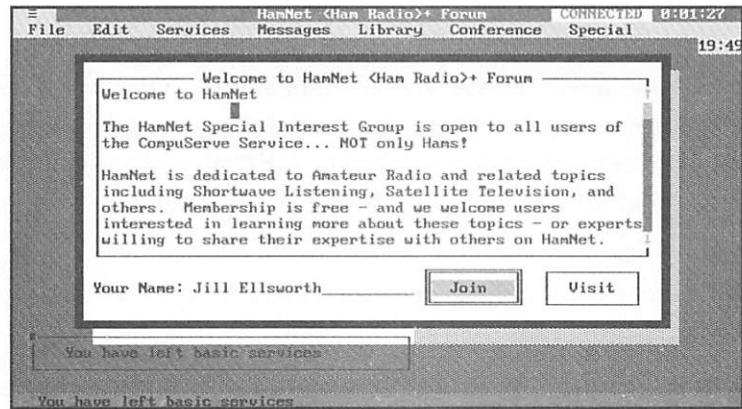 HamNet <Ham Radio>+ Forum CONNECTED 0:01:27
File Edit Services Messages Library Conference Special
19:49
Welcome to HamNet <Ham Radio>+ Forum
Welcome to HamNet
The HamNet Special Interest Group is open to all users of
the CompuServe Service... NOT only Hams!
HamNet is dedicated to Amateur Radio and related topics
including Shortwave Listening, Satellite Television, and
others. Membership is free - and we welcome users
interested in learning more about these topics - or experts
willing to share their expertise with others on HamNet.
Your Name: Jill Ellsworth__________ Join Visit
You have left basic services
You have left basic services